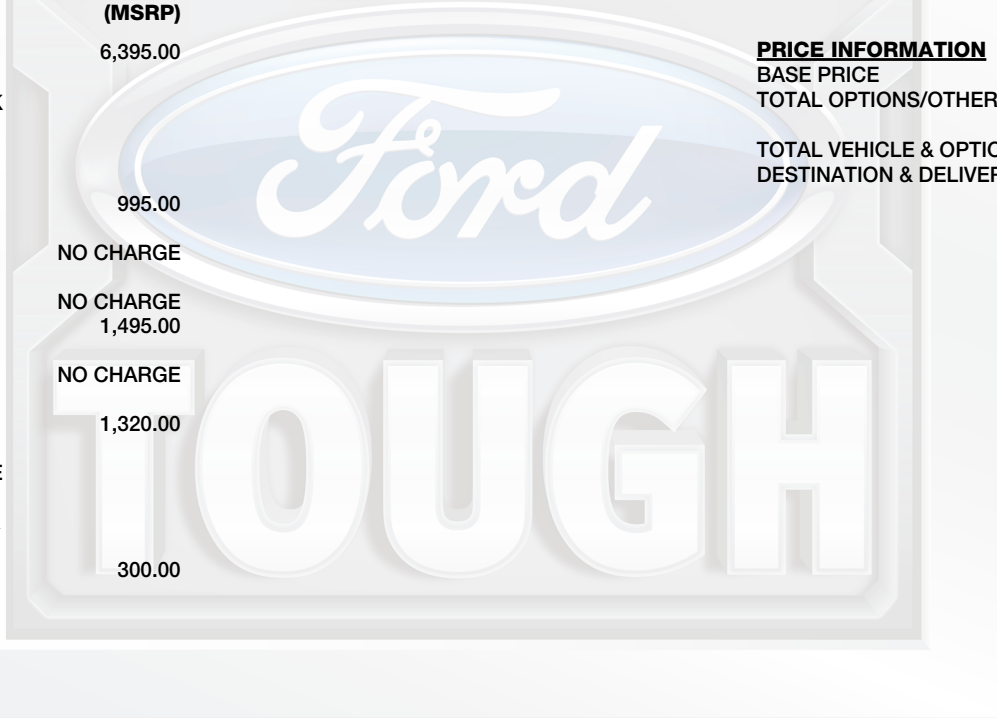 (MSRP)
6,395.00
995.00
NO CHARGE
NO CHARGE
1,495.00
NO CHARGE
1,320.00
300.00
PRICE INFORMATION
BASE PRICE
TOTAL OPTIONS/OTHER
TOTAL VEHICLE & OPTIO
DESTINATION & DELIVER
Ford
TOUGH